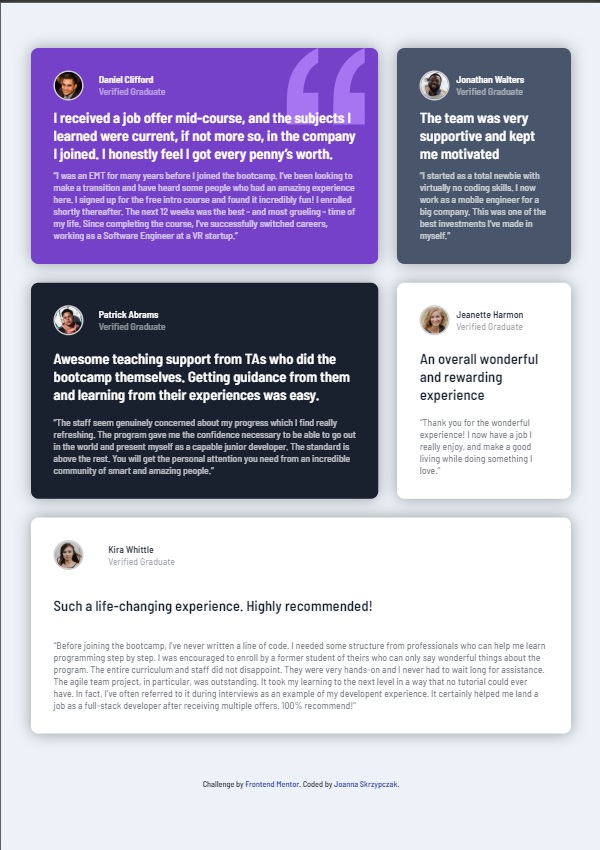 Daniel Clifford
Verified Graduate
I received a job offer mid-course, and the subjects I
learned were current, if not more so, in the company
I joined. I honestly feel I got every penny's worth.
"I was an EMT for many years before I joined the bootcamp. I've been looking to
make a transition and have heard some people who had an amazing experience
here. I signed up for the free intro course and found it incredibly fun! I enrolled
shortly thereafter. The next 12 weeks was the best - and most grueling - time of
my life. Since completing the course, I've successfully switched careers,
working as a Software Engineer at a VR startup."
Jonathan Walters
Verified Graduate
The team was very
supportive and kept
me motivated
"I started as a total newbie with
virtually no coding skills. I now
work as a mobile engineer for a
big company. This was one of the
best investments I've made in
myself."
Patrick Abrams
Verified Graduate
Awesome teaching support from TAs who did the
bootcamp themselves. Getting guidance from them
and learning from their experiences was easy.
"The staff seem genuinely concerned about my progress which I find really
refreshing. The program gave me the confidence necessary to be able to go out
in the world and present myself as a capable junior developer. The standard is
above the rest. You will get the personal attention you need from an incredible
community of smart and amazing people."
Jeanette Harmon
Verified Graduate
An overall wonderful
and rewarding
experience
"Thank you for the wonderful
experience! I now have a job I
really enjoy, and make a good
living while doing something I
love."
Kira Whittle
Verified Graduate
Such a life-changing experience. Highly recommended!
"Before joining the bootcamp, I've never written a line of code. I needed some structure from professionals who can help me learn
programming step by step. I was encouraged to enroll by a former student of theirs who can only say wonderful things about the
program. The entire curriculum and staff did not disappoint. They were very hands-on and I never had to wait long for assistance.
The agile team project, in particular, was outstanding. It took my learning to the next level in a way that no tutorial could ever
have. In fact, I've often referred to it during interviews as an example of my developent experience. It certainly helped me land a
job as a full-stack developer after receiving multiple offers. 100% recommend!"
Challenge by Frontend Mentor. Coded by Joanna Skrzypczak.